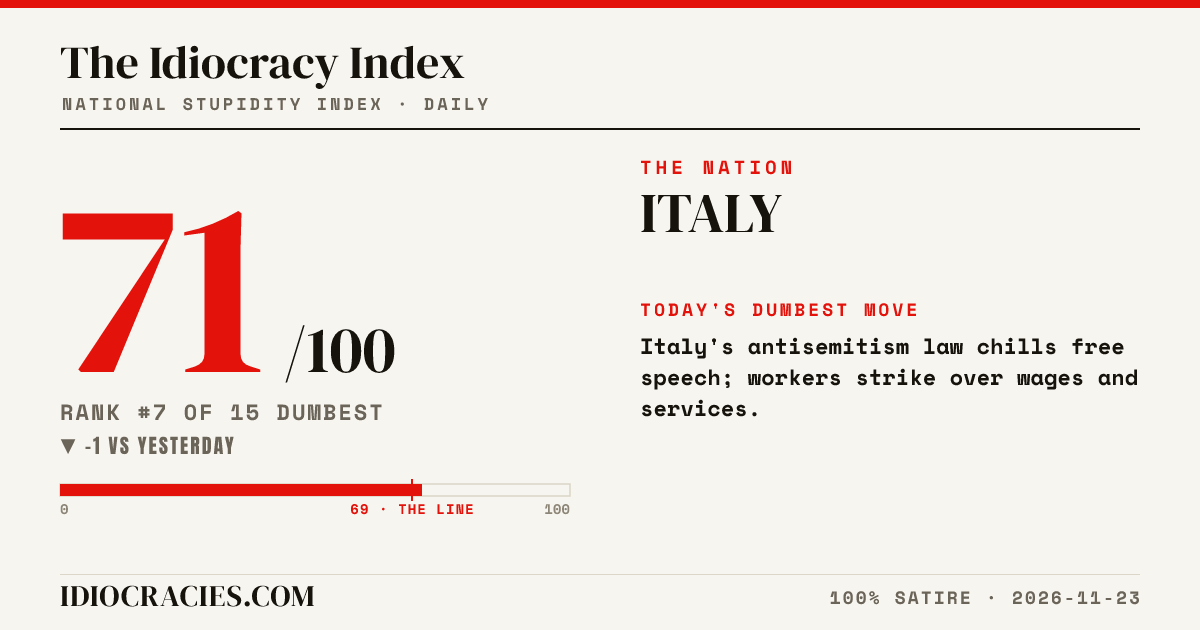 The Idiocracy Index
NATIONAL STUPIDITY INDEX · DAILY
71 /100
RANK #7 OF 15 DUMBEST
▼ -1 VS YESTERDAY
0
69 · THE LINE
100
THE NATION
ITALY
TODAY'S DUMBEST MOVE
Italy's antisemitism law chills free
speech; workers strike over wages and
services.
IDIOCRACIES.COM
100% SATIRE · 2026-11-23